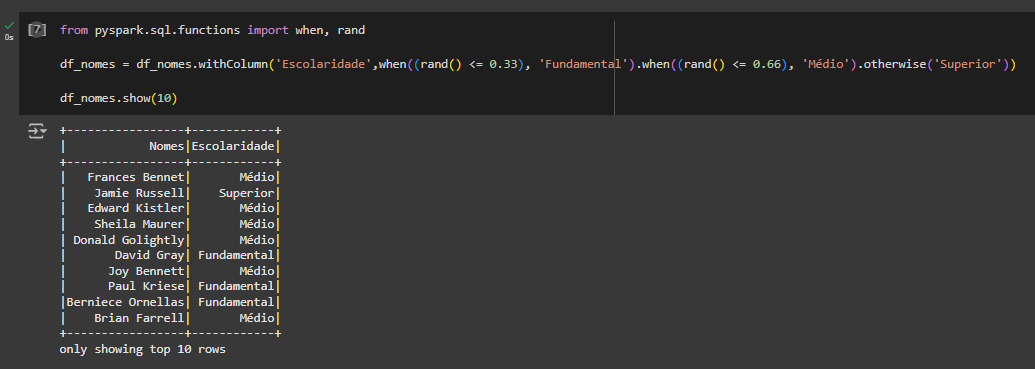 [7]
0s
from pyspark.sql.functions import when, rand
df_nomes = df_nomes.withColumn('Escolaridade',when((rand() <= 0.33), 'Fundamental').when((rand() <= 0.66), 'Médio').otherwise('Superior'))
df_nomes.show(10)
+-----------------+------------+
|            Nomes|Escolaridade|
+-----------------+------------+
|   Frances Bennet|       Médio|
|    Jamie Russell|    Superior|
|   Edward Kistler|       Médio|
|    Sheila Maurer|       Médio|
| Donald Golightly|       Médio|
|       David Gray| Fundamental|
|      Joy Bennett|       Médio|
|      Paul Kriese| Fundamental|
|Berniece Ornellas| Fundamental|
|    Brian Farrell|       Médio|
+-----------------+------------+
only showing top 10 rows